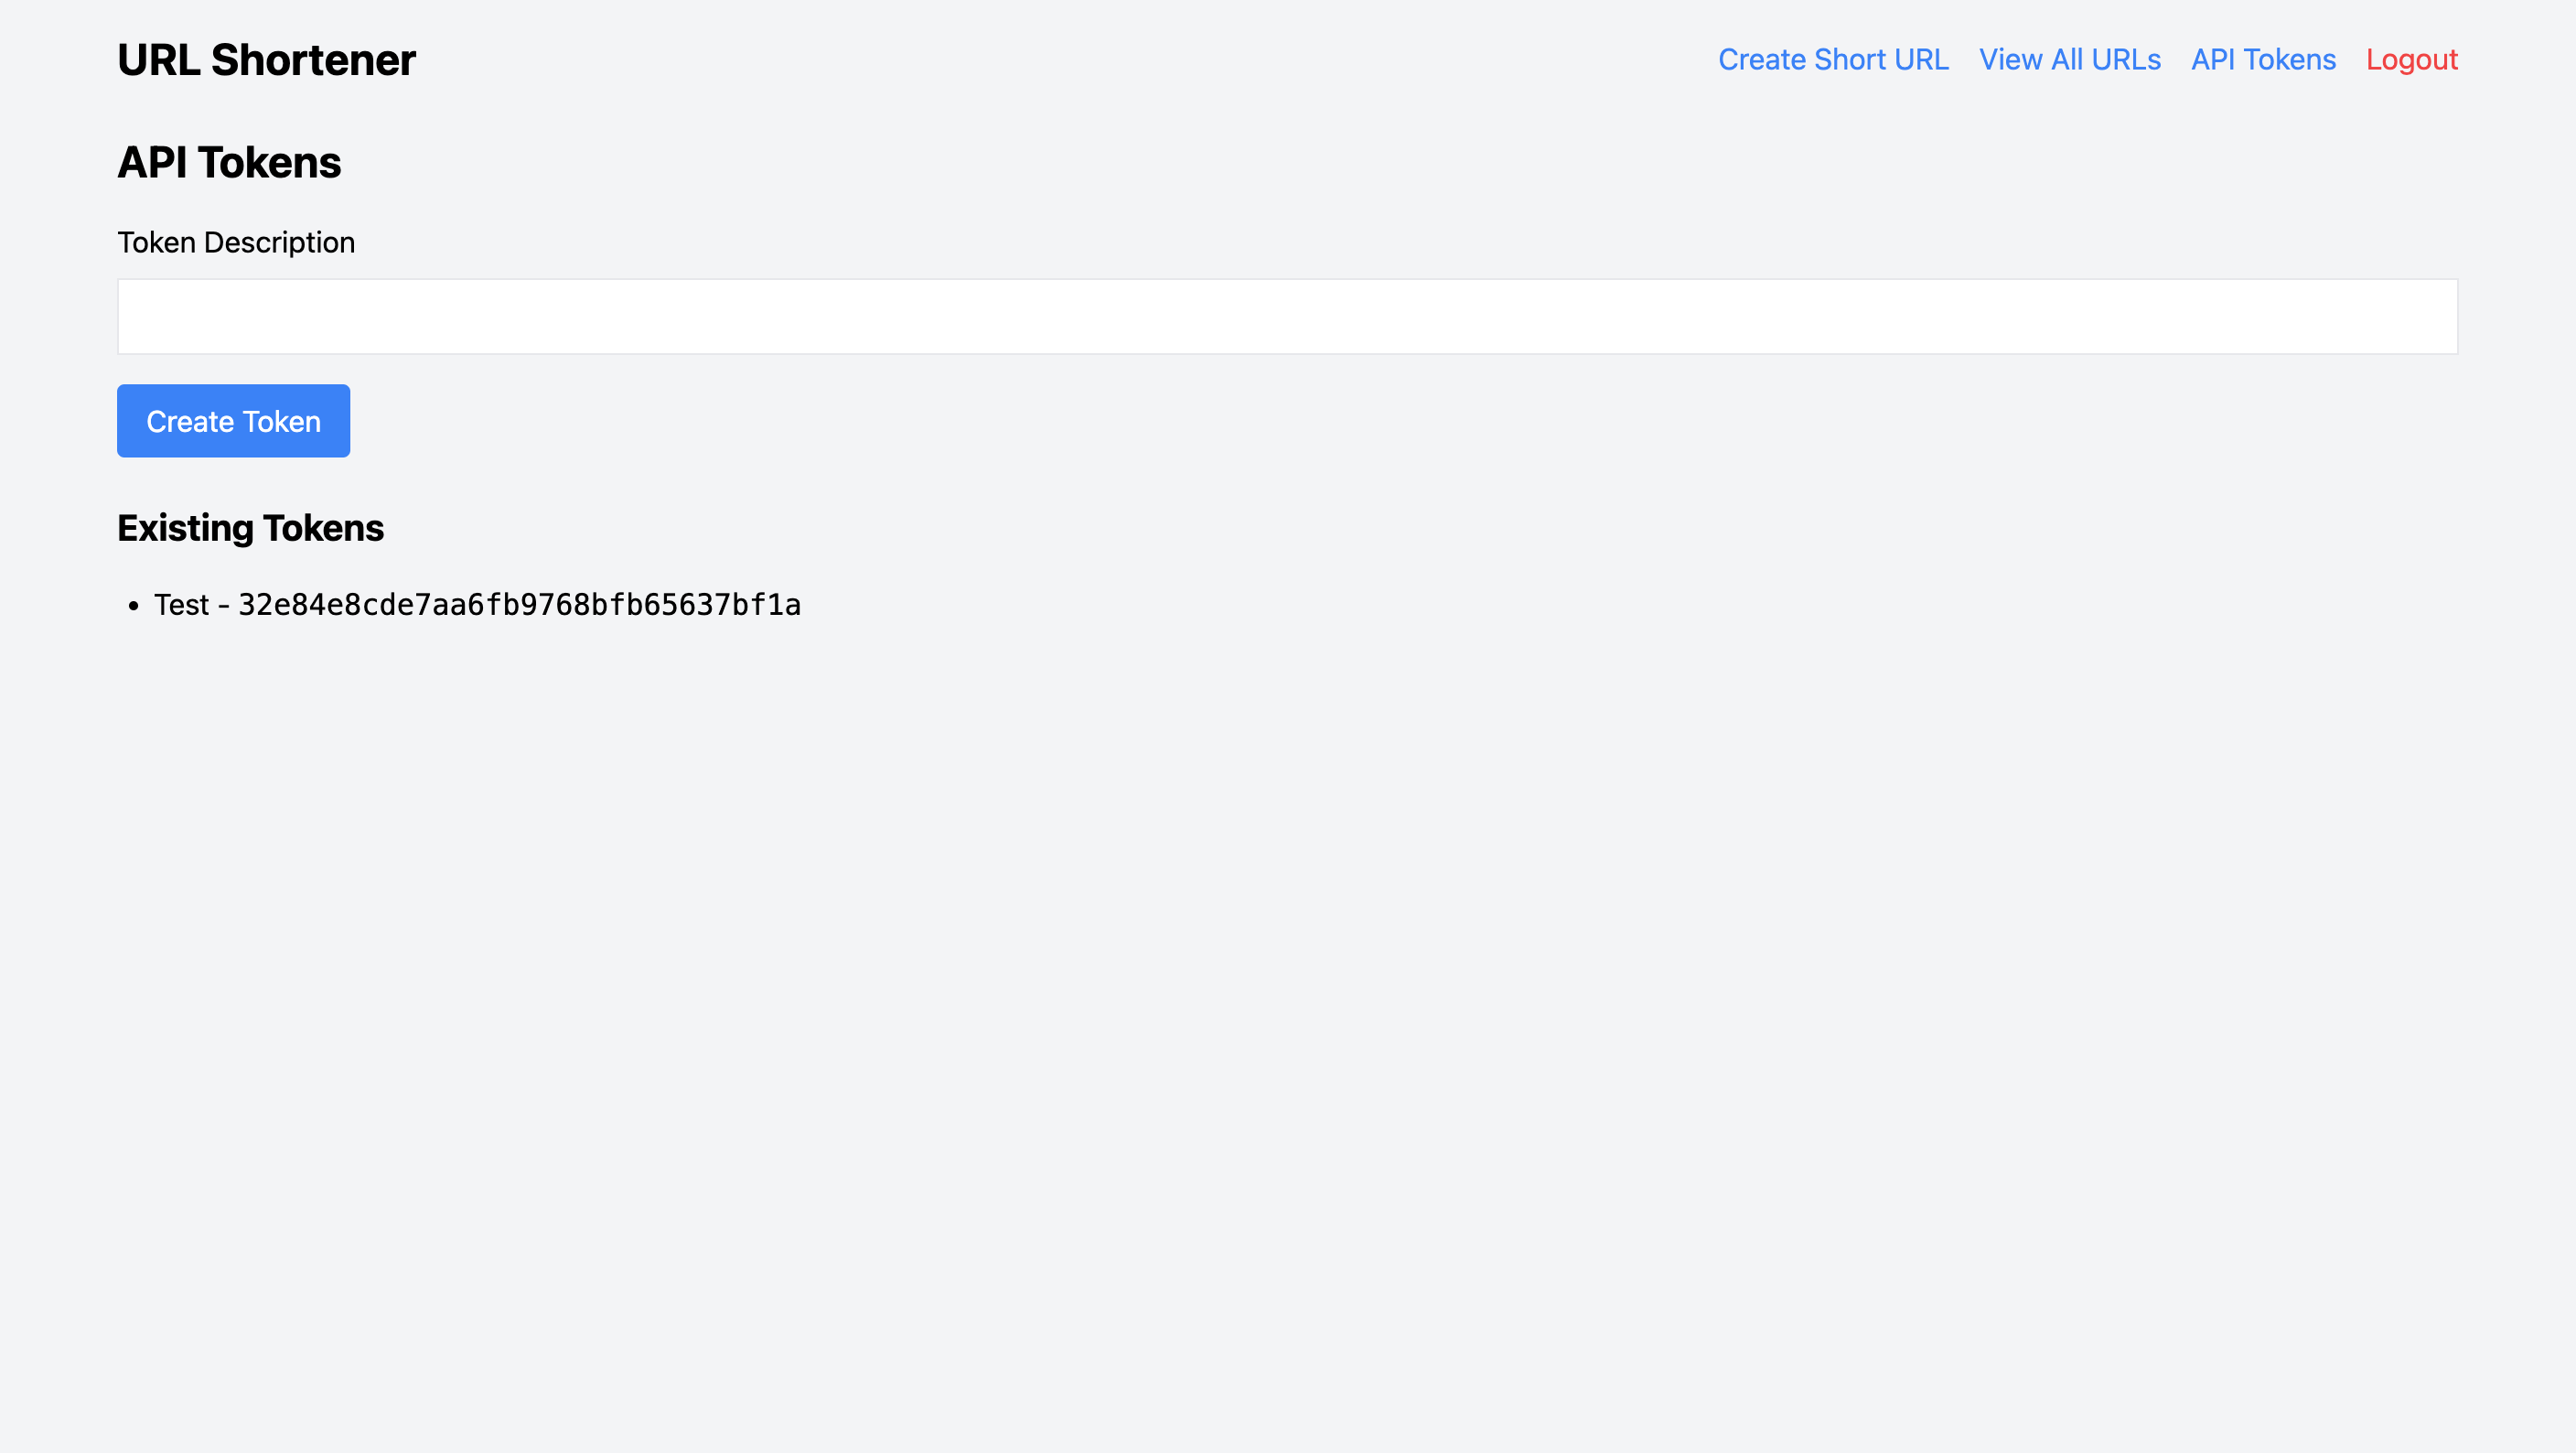 URL Shortener
Create Short URL View All URLs API Tokens Logout
API Tokens
Token Description
Create Token
Existing Tokens
• Test - 32e84e8cde7aa6fb9768bfb65637bf1a